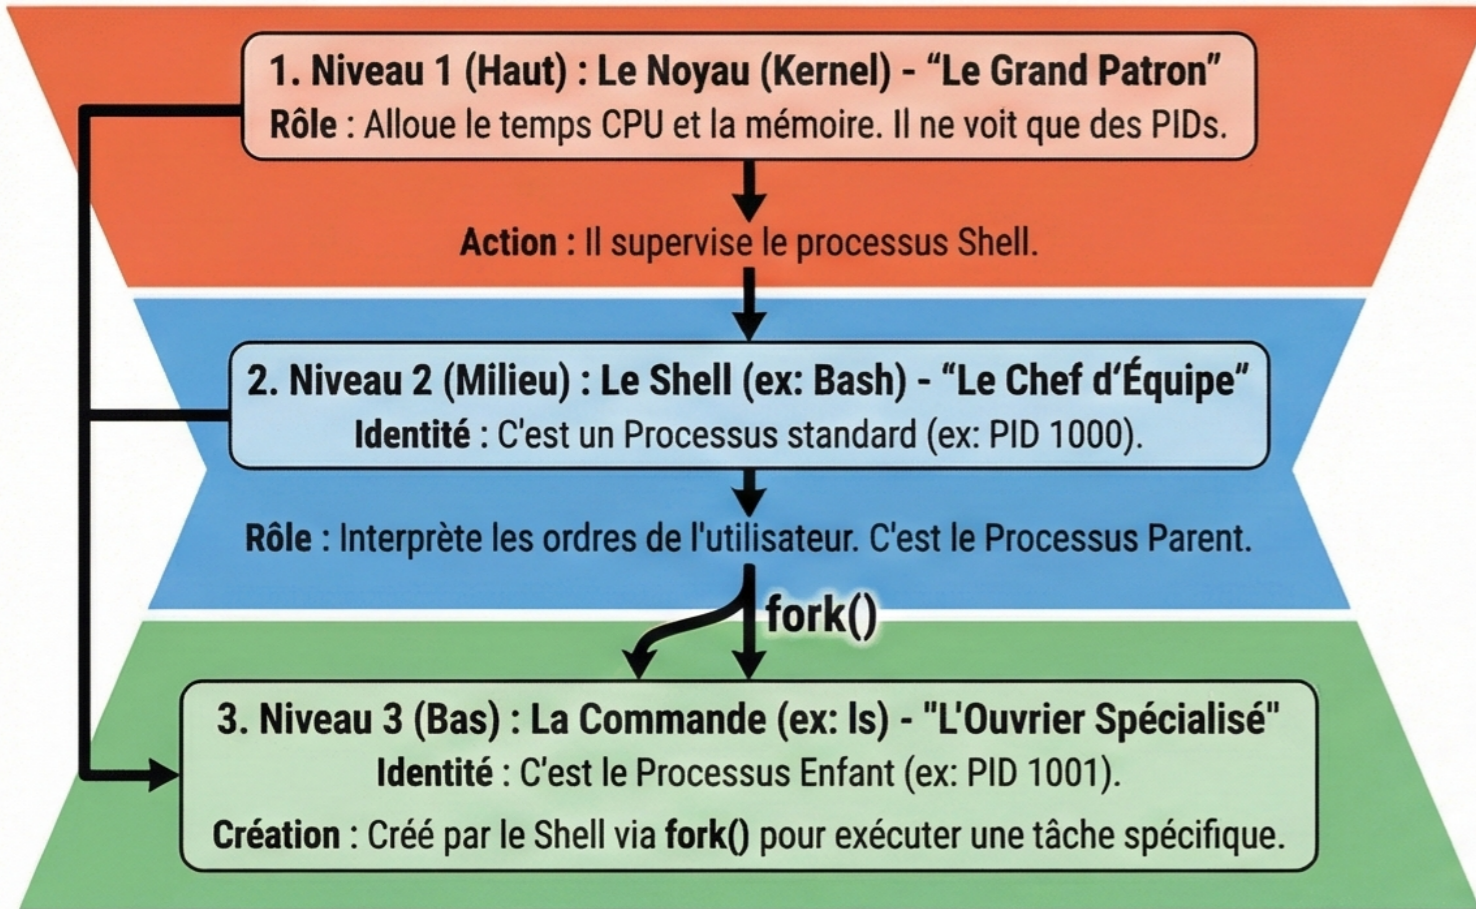 1. Niveau 1 (Haut) : Le Noyau (Kernel) - “Le Grand Patron”
Rôle : Alloue le temps CPU et la mémoire. Il ne voit que des PIDs.
Action : Il supervise le processus Shell.
2. Niveau 2 (Milieu) : Le Shell (ex: Bash) - “Le Chef d‘Équipe”
Identité : C'est un Processus standard (ex: PID 1000).
Rôle : Interprète les ordres de l'utilisateur. C'est le Processus Parent.
fork()
3. Niveau 3 (Bas) : La Commande (ex: ls) - "L'Ouvrier Spécialisé"
Identité : C'est le Processus Enfant (ex: PID 1001).
Création : Créé par le Shell via fork() pour exécuter une tâche spécifique.